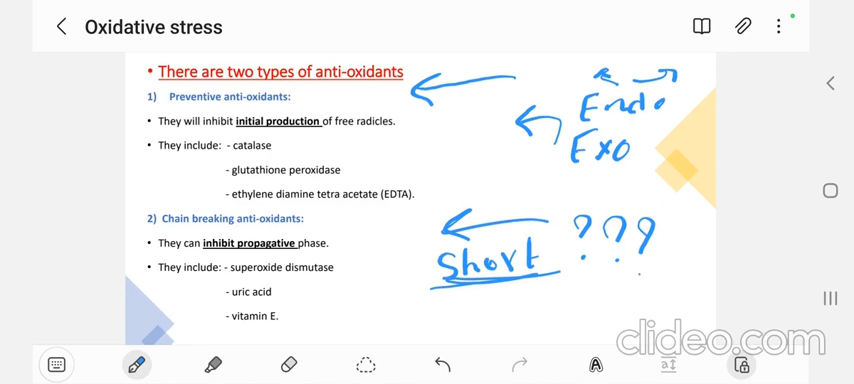 Oxidative stress
• There are two types of anti-oxidants
1) Preventive anti-oxidants:
• They will inhibit initial production of free radicles.
• They include: - catalase
- glutathione peroxidase
- ethylene diamine tetra acetate (EDTA).
2) Chain breaking anti-oxidants:
• They can inhibit propagative phase.
• They include: - superoxide dismutase
- uric acid
- vitamin E.
Endo
Exo
???
Short
clideo.com